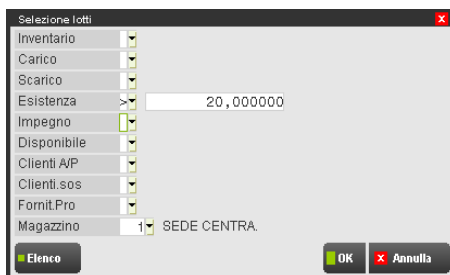 Selezione lotti
Inventario
Carico
Scarico
Esistenza > 20,000000
Impegno
Disponibile
Clienti A/P
Clienti.sos
Fornit.Pro
Magazzino 1 SEDE CENTRA.
Elenco OK X Annulla